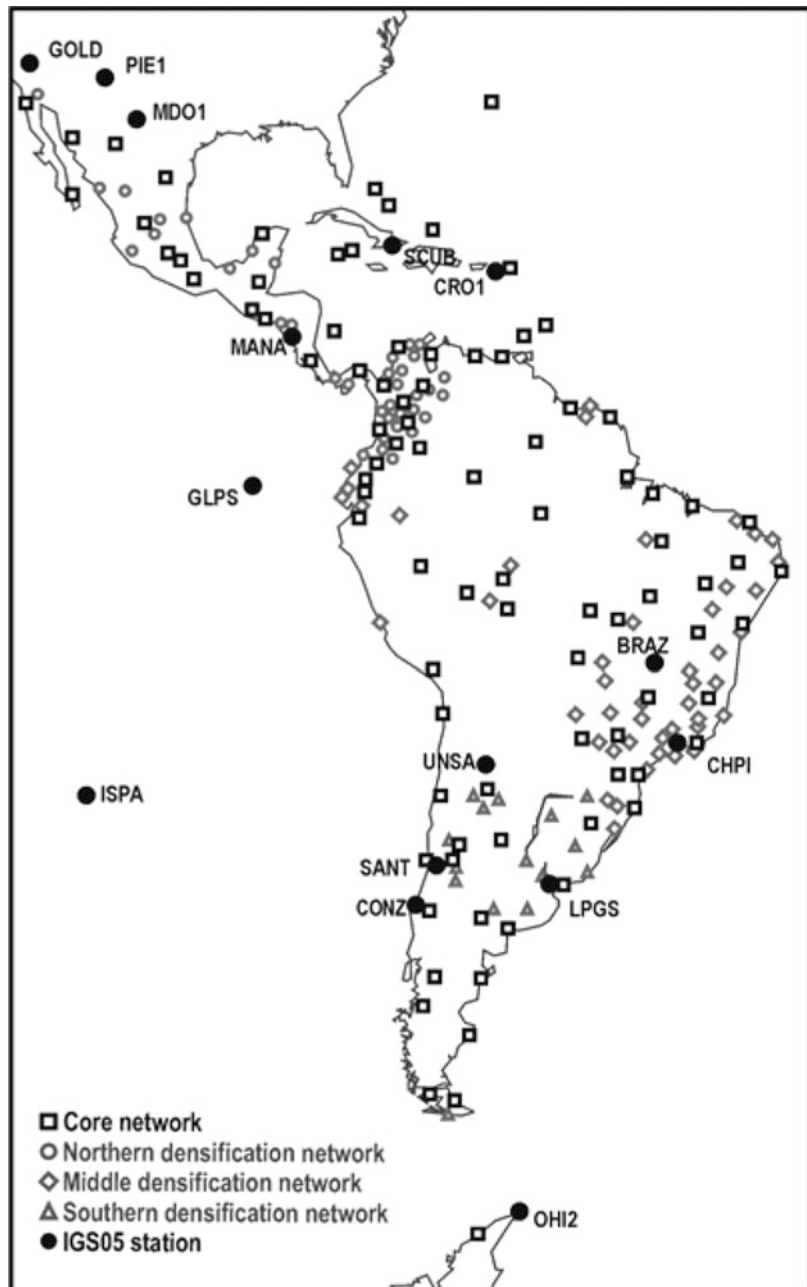 GOLD
PIE1
MDO1
SCUB
CRO1
MANA
GLPS
BRAZ
UNSA
CHPI
ISPA
SANT
CONZ
LPGS
Core network
Northern densification network
Middle densification network
Southern densification network
IGS05 station
OHI2